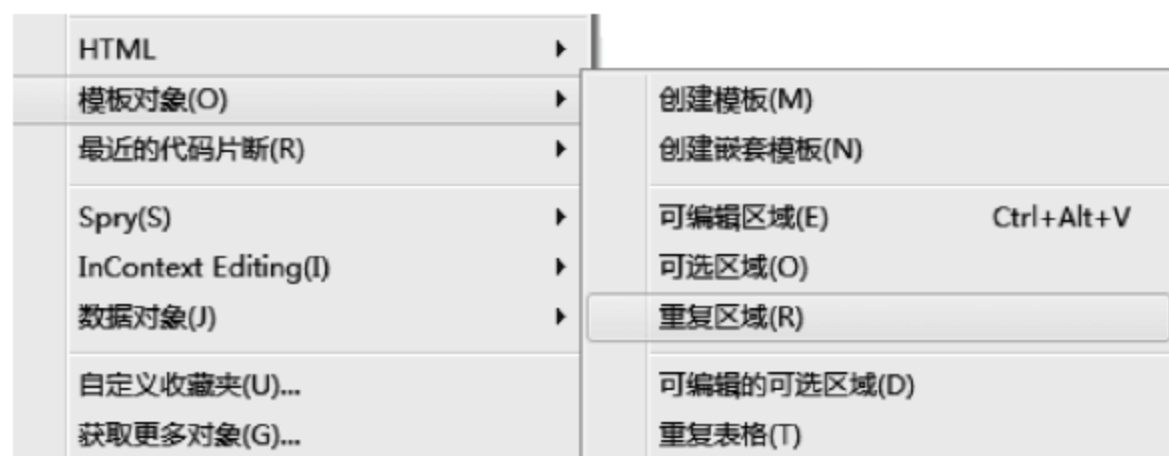 HTML
模板对象(O)
最近的代码片断(R)
Spry(S)
InContext Editing(I)
数据对象(J)
自定义收藏夹(U)...
获取更多对象(G)...
创建模板(M)
创建嵌套模板(N)
可编辑区域(E) Ctrl+Alt+V
可选区域(O)
重复区域(R)
可编辑的可选区域(D)
重复表格(T)